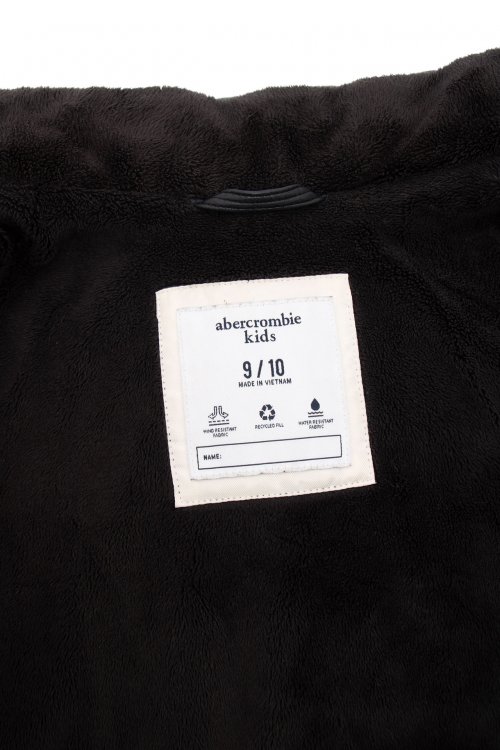 abercrombie
kids
9 / 10
MADE IN VIETNAM
WIND RESISTANT
FABRIC
RECYCLED FILL
WATER RESISTANT
FABRIC
NAME: